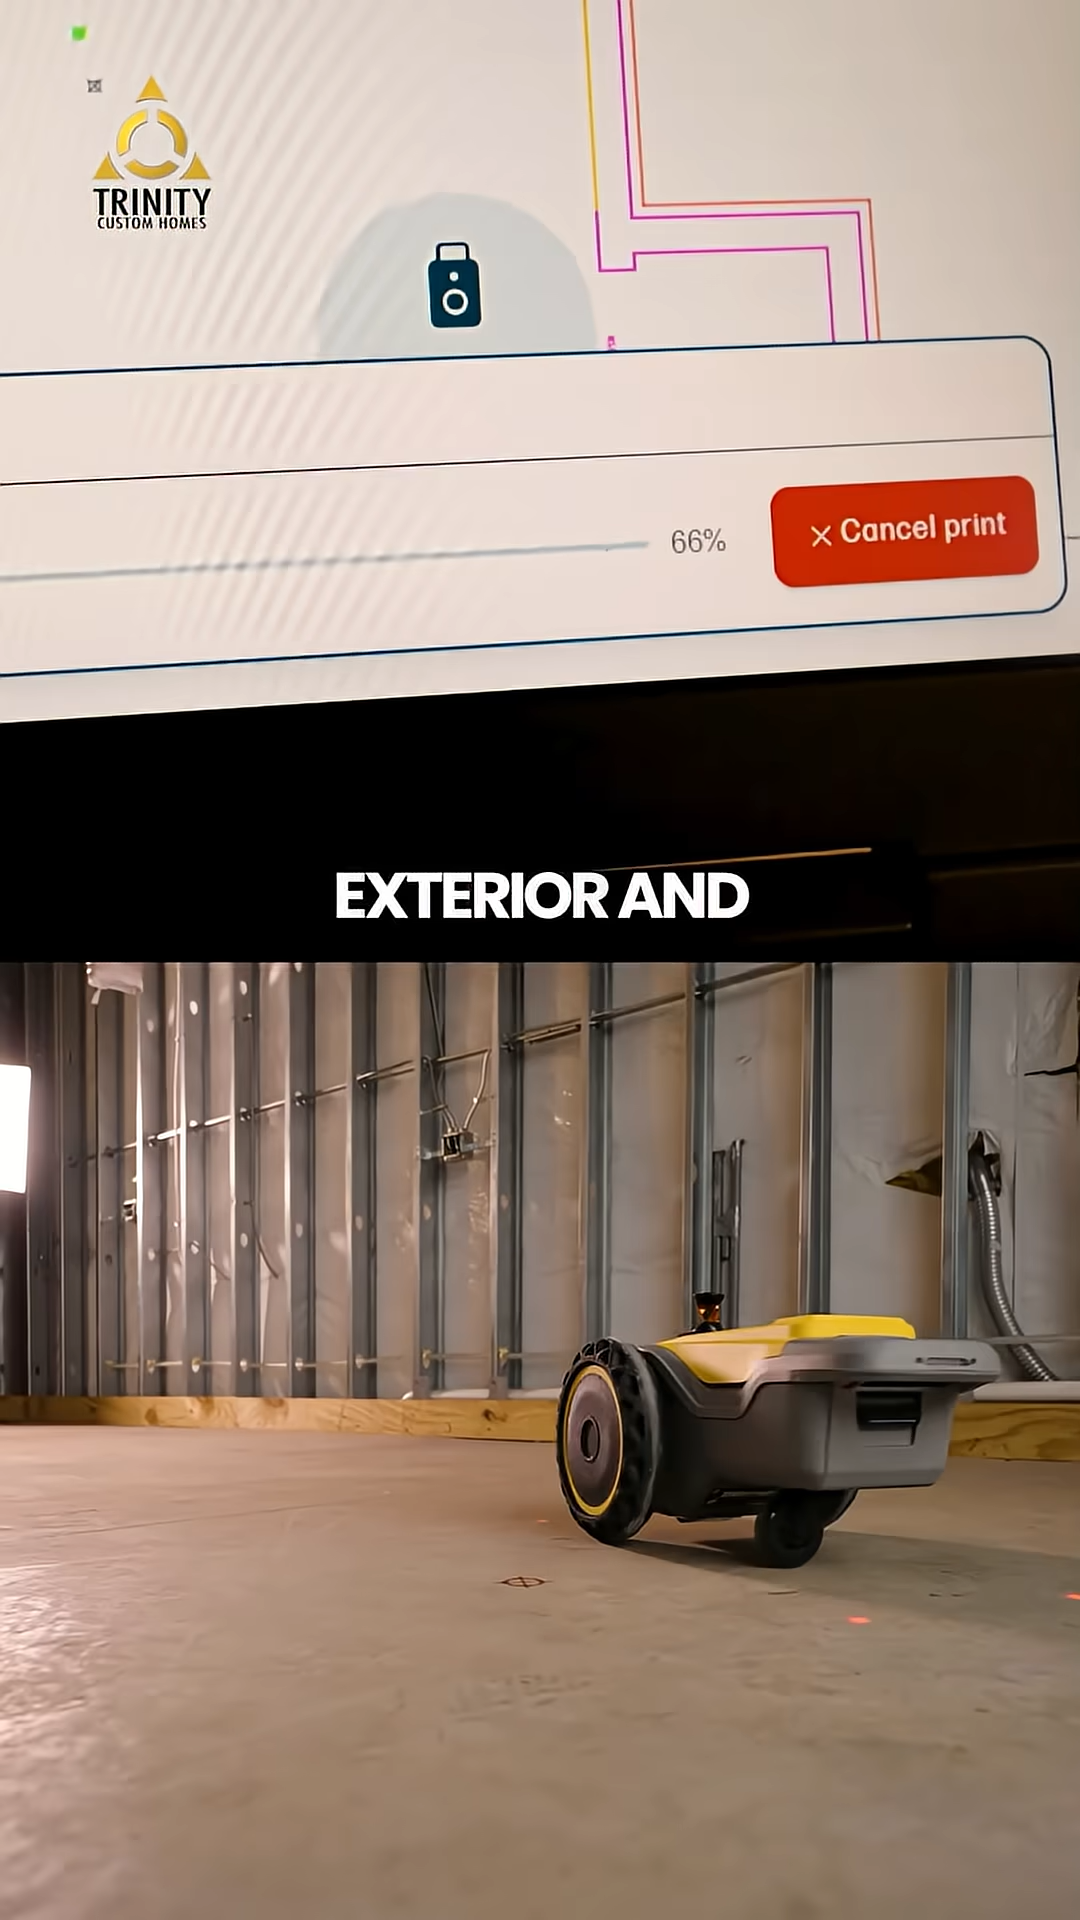 TRINITY
CUSTOM HOMES
66%
× Cancel print
EXTERIOR AND